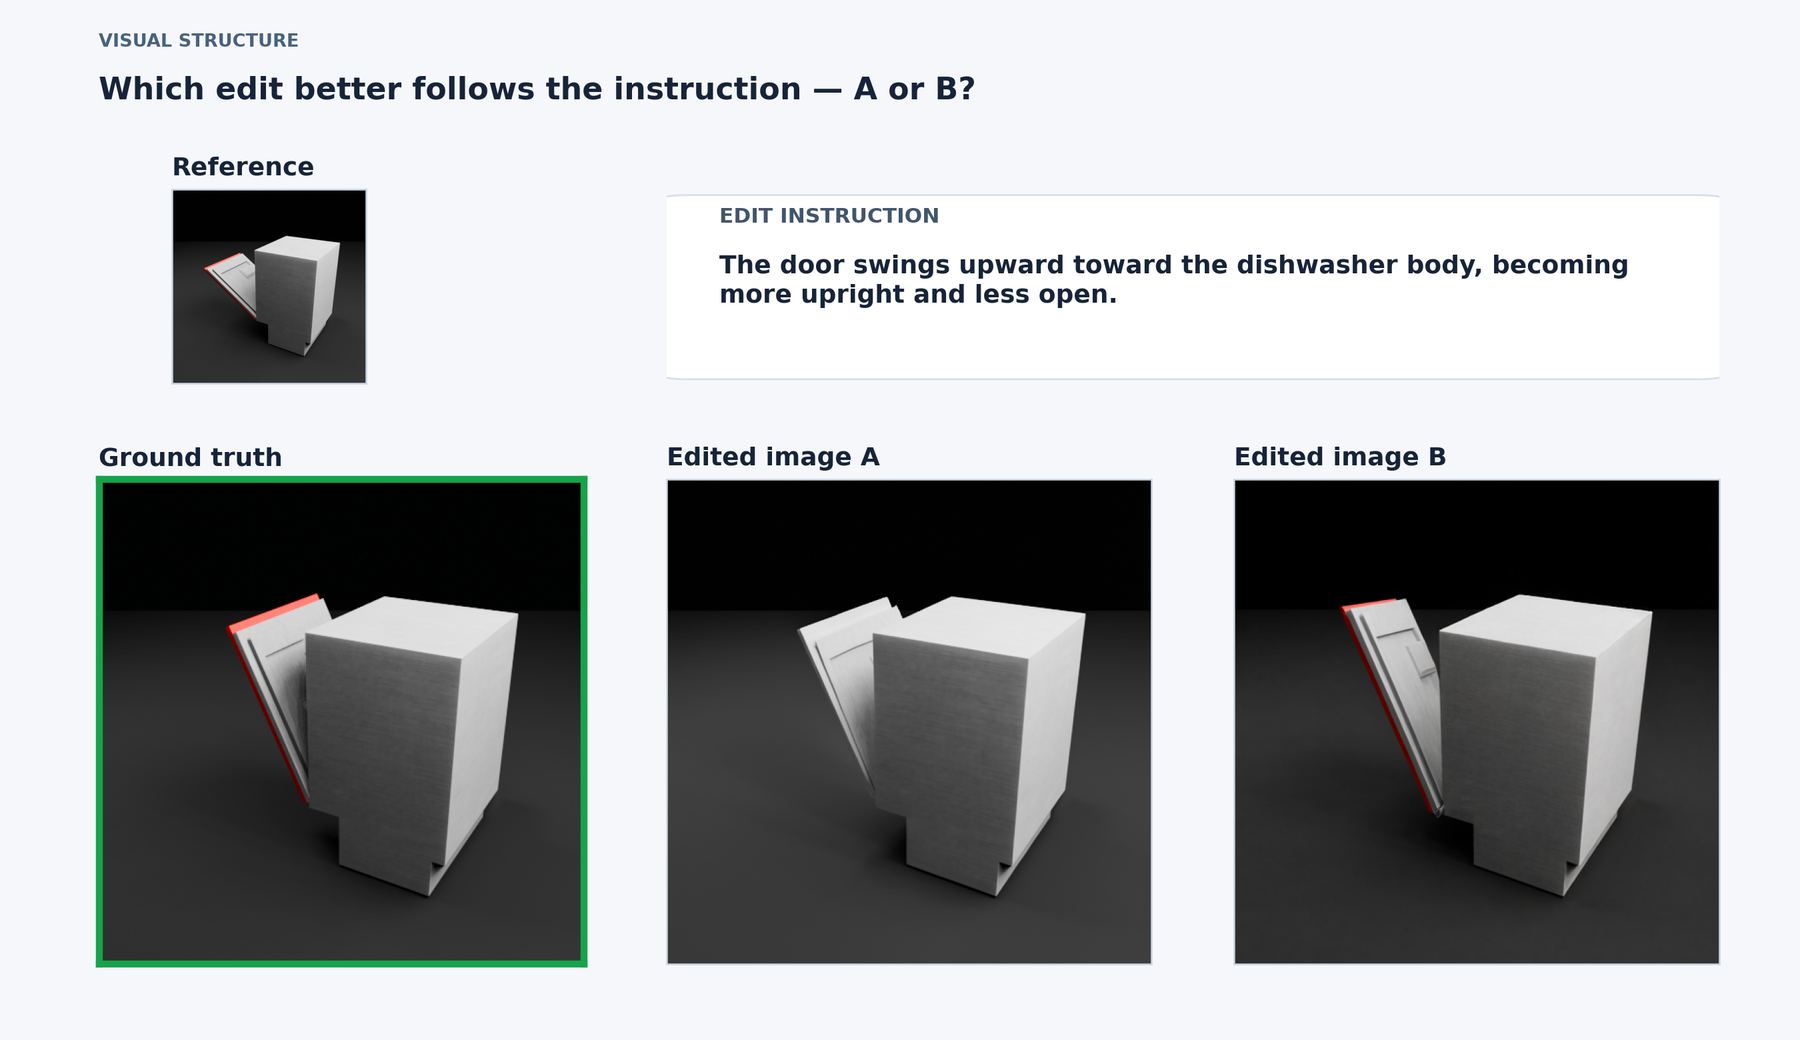 VISUAL STRUCTURE
Which edit better follows the instruction — A or B?
Reference
EDIT INSTRUCTION
The door swings upward toward the dishwasher body, becoming
more upright and less open.
Ground truth
Edited image A
Edited image B